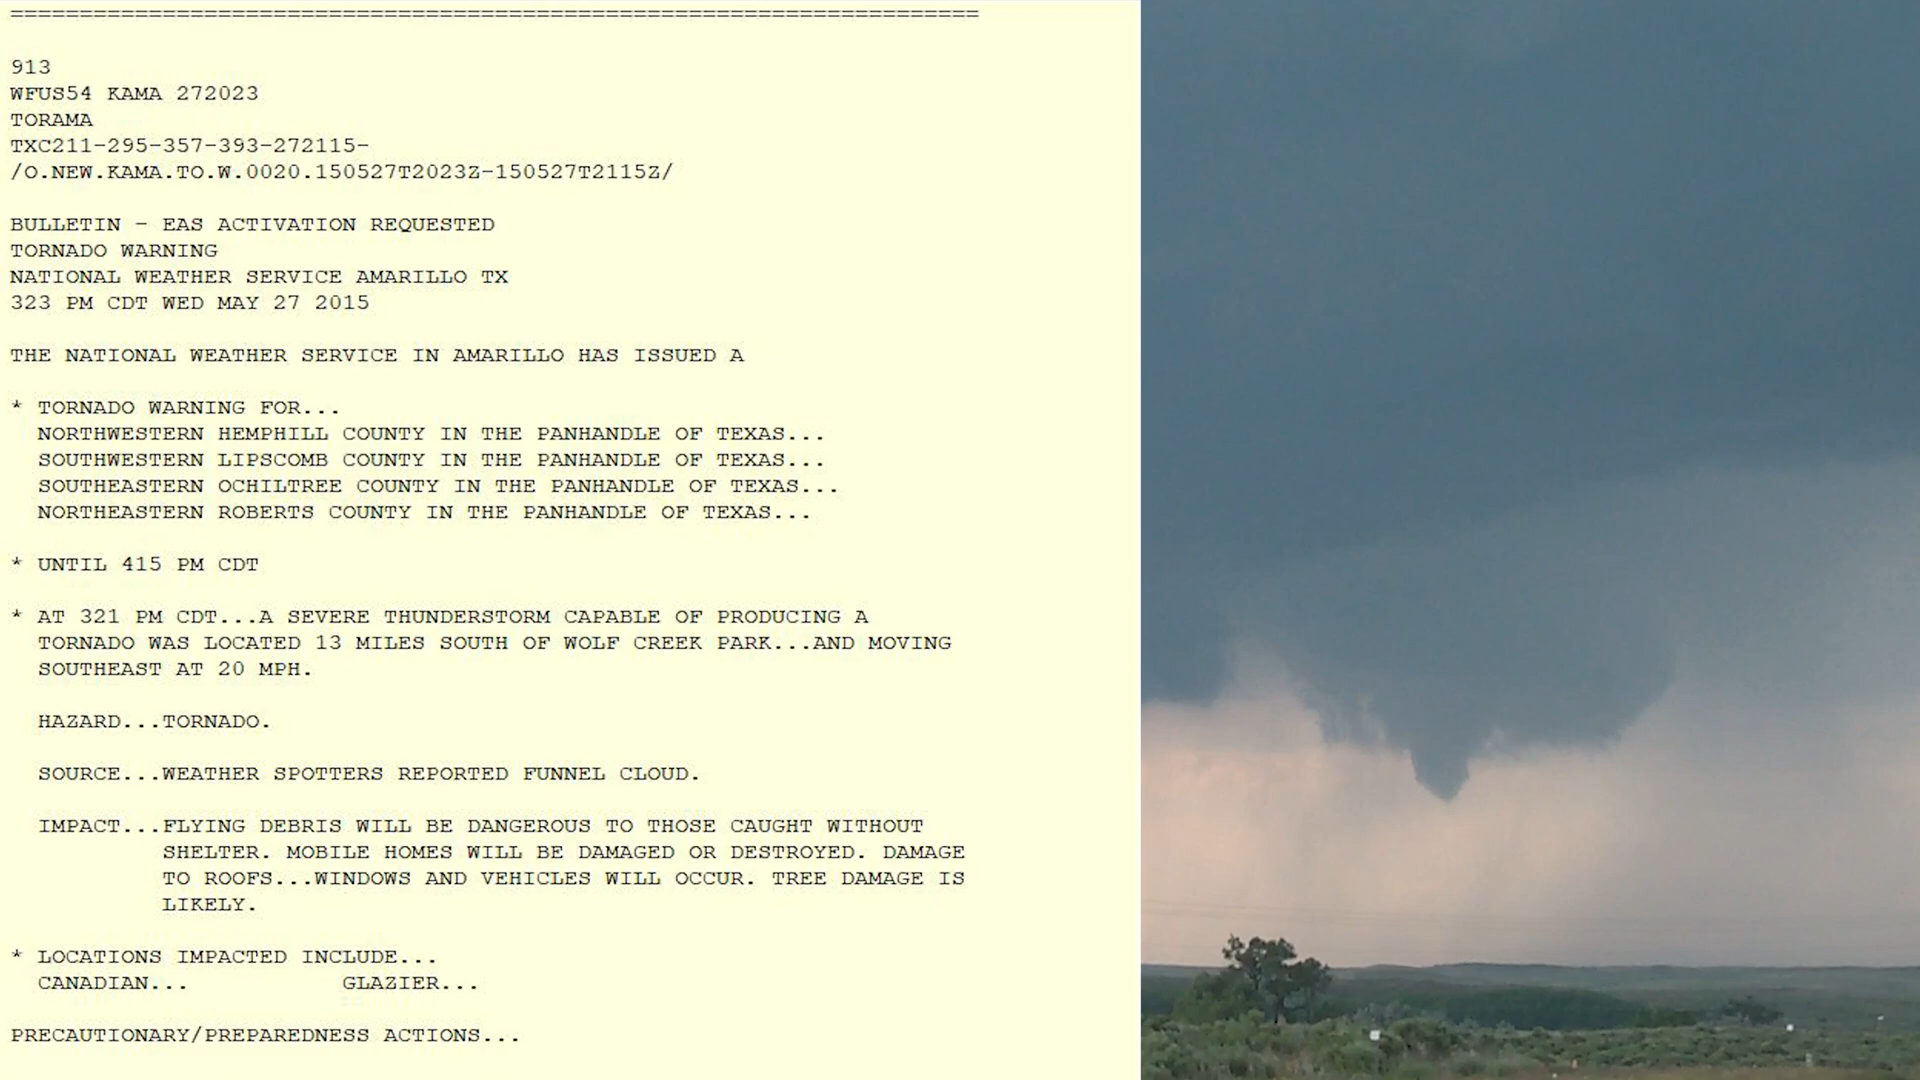 ======================================================================
913
WFUS54 KAMA 272023
TORAMA
TXC211-295-357-393-272115-
/O.NEW.KAMA.TO.W.0020.150527T2023Z-150527T2115Z/
BULLETIN - EAS ACTIVATION REQUESTED
TORNADO WARNING
NATIONAL WEATHER SERVICE AMARILLO TX
323 PM CDT WED MAY 27 2015
THE NATIONAL WEATHER SERVICE IN AMARILLO HAS ISSUED A
* TORNADO WARNING FOR...
NORTHWESTERN HEMPHILL COUNTY IN THE PANHANDLE OF TEXAS...
SOUTHWESTERN LIPSCOMB COUNTY IN THE PANHANDLE OF TEXAS...
SOUTHEASTERN OCHILTREE COUNTY IN THE PANHANDLE OF TEXAS...
NORTHEASTERN ROBERTS COUNTY IN THE PANHANDLE OF TEXAS...
* UNTIL 415 PM CDT
* AT 321 PM CDT...A SEVERE THUNDERSTORM CAPABLE OF PRODUCING A
TORNADO WAS LOCATED 13 MILES SOUTH OF WOLF CREEK PARK...AND MOVING
SOUTHEAST AT 20 MPH.
HAZARD...TORNADO.
SOURCE...WEATHER SPOTTERS REPORTED FUNNEL CLOUD.
IMPACT...FLYING DEBRIS WILL BE DANGEROUS TO THOSE CAUGHT WITHOUT
SHELTER. MOBILE HOMES WILL BE DAMAGED OR DESTROYED. DAMAGE
TO ROOFS...WINDOWS AND VEHICLES WILL OCCUR. TREE DAMAGE IS
LIKELY.
* LOCATIONS IMPACTED INCLUDE...
CANADIAN... GLAZIER...
PRECAUTIONARY/PREPAREDNESS ACTIONS...